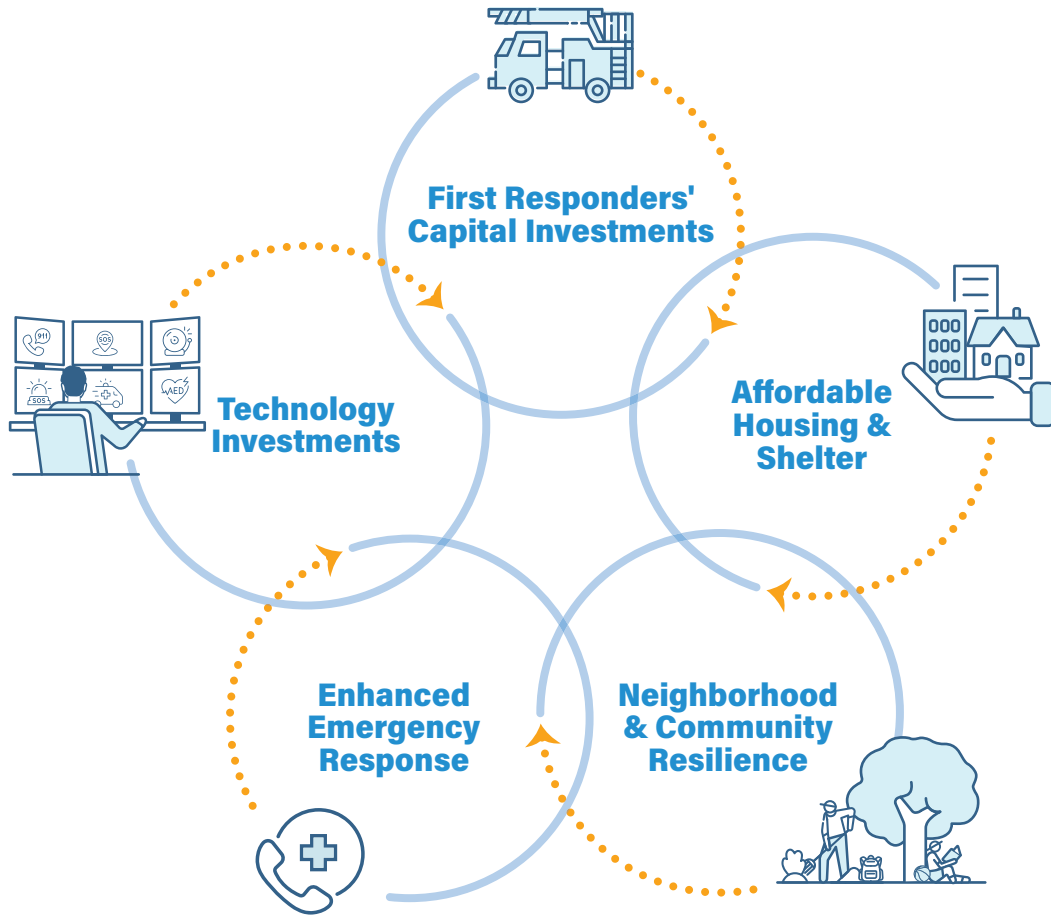 First Responders'
Capital Investments
911
SOS
SOS
AED
Technology
Investments
Affordable
Housing &
Shelter
Enhanced
Emergency
Response
Neighborhood
& Community
Resilience